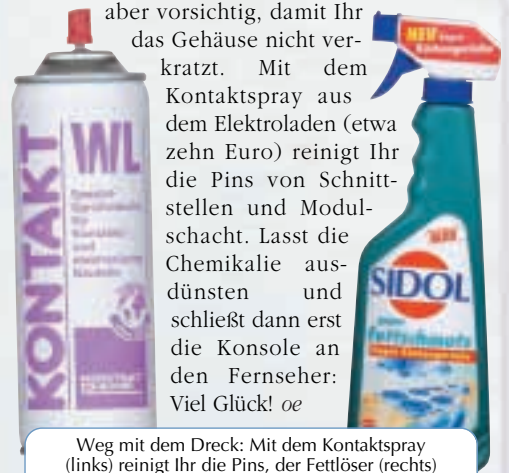 aber vorsichtig, damit Ihr
das Gehäuse nicht ver-
kratzt. Mit dem
Kontaktspray aus
dem Elektroladen (etwa
zehn Euro) reinigt Ihr
die Pins von Schnitt-
stellen und Modul-
schacht. Lasst die
Chemikalie aus-
dünsten und
schließt dann erst
die Konsole an
den Fernseher:
Viel Glück! oe
KONTAKT
WL
NEU
SIDOL
Fettschmutz
Weg mit dem Dreck: Mit dem Kontaktspray
(links) reinigt Ihr die Pins, der Fettlöser (rechts)